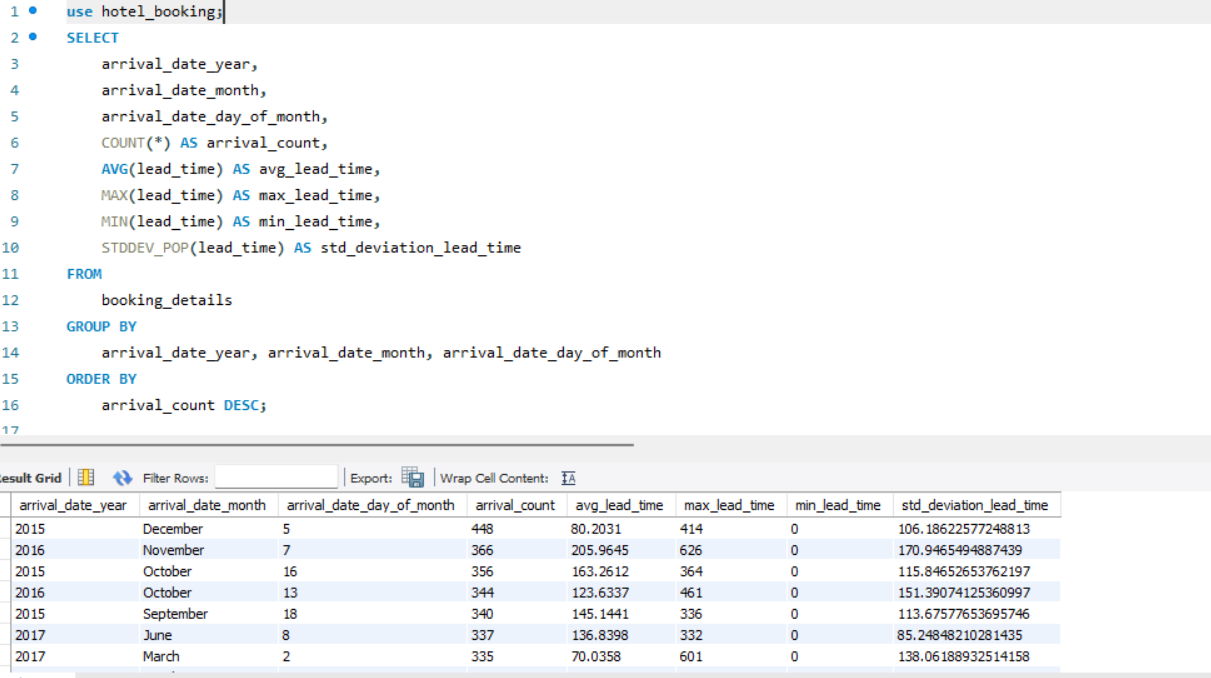 1 use hotel_booking;
2 SELECT
3 arrival_date_year,
4 arrival_date_month,
5 arrival_date_day_of_month,
6 COUNT(*) AS arrival_count,
7 AVG(lead_time) AS avg_lead_time,
8 MAX(lead_time) AS max_lead_time,
9 MIN(lead_time) AS min_lead_time,
10 STDDEV_POP(lead_time) AS std_deviation_lead_time
11 FROM
12 booking_details
13 GROUP BY
14 arrival_date_year, arrival_date_month, arrival_date_day_of_month
15 ORDER BY
16 arrival_count DESC;
17
esult Grid Filter Rows: Export: Wrap Cell Content: IA
arrival_date_year arrival_date_month arrival_date_day_of_month arrival_count avg_lead_time max_lead_time min_lead_time std_deviation_lead_time
2015 December 5 448 80.2031 414 0 106.18622577248813
2016 November 7 366 205.9645 626 0 170.9465494887439
2015 October 16 356 163.2612 364 0 115.84652653762197
2016 October 13 344 123.6337 461 0 151.39074125360997
2015 September 18 340 145.1441 336 0 113.67577653695746
2017 June 8 337 136.8398 332 0 85.24848210281435
2017 March 2 335 70.0358 601 0 138.06188932514158